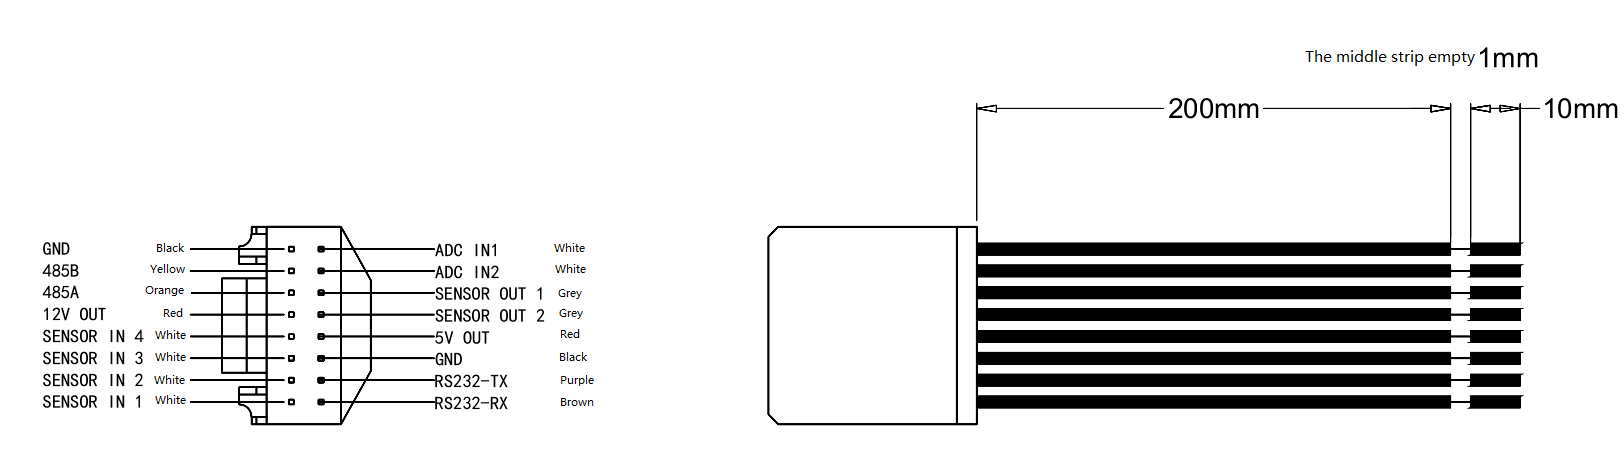 The middle strip empty 1mm
200mm 10mm
GND Black ADC IN1 White
485B Yellow ADC IN2 White
485A Orange SENSOR OUT 1 Grey
12V OUT Red SENSOR OUT 2 Grey
SENSOR IN 4 White 5V OUT Red
SENSOR IN 3 White GND Black
SENSOR IN 2 White RS232-TX Purple
SENSOR IN 1 White RS232-RX Brown